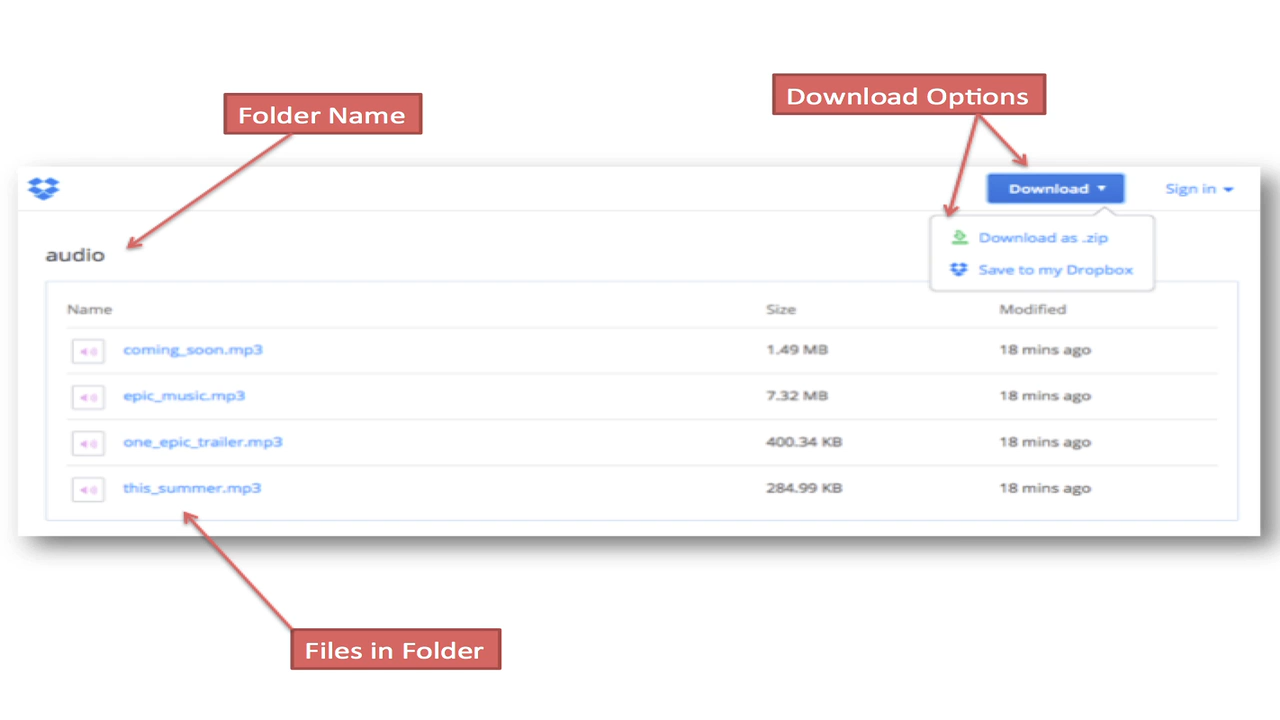 Download Options
Folder Name
Download
Sign in
audio
Download as .zip
Save to my Dropbox
Name Size Modified
coming_soon.mp3 1.49 MB 18 mins ago
epic_music.mp3 7.32 MB 18 mins ago
one_epic_trailer.mp3 400.34 KB 18 mins ago
this_summer.mp3 284.99 KB 18 mins ago
Files in Folder